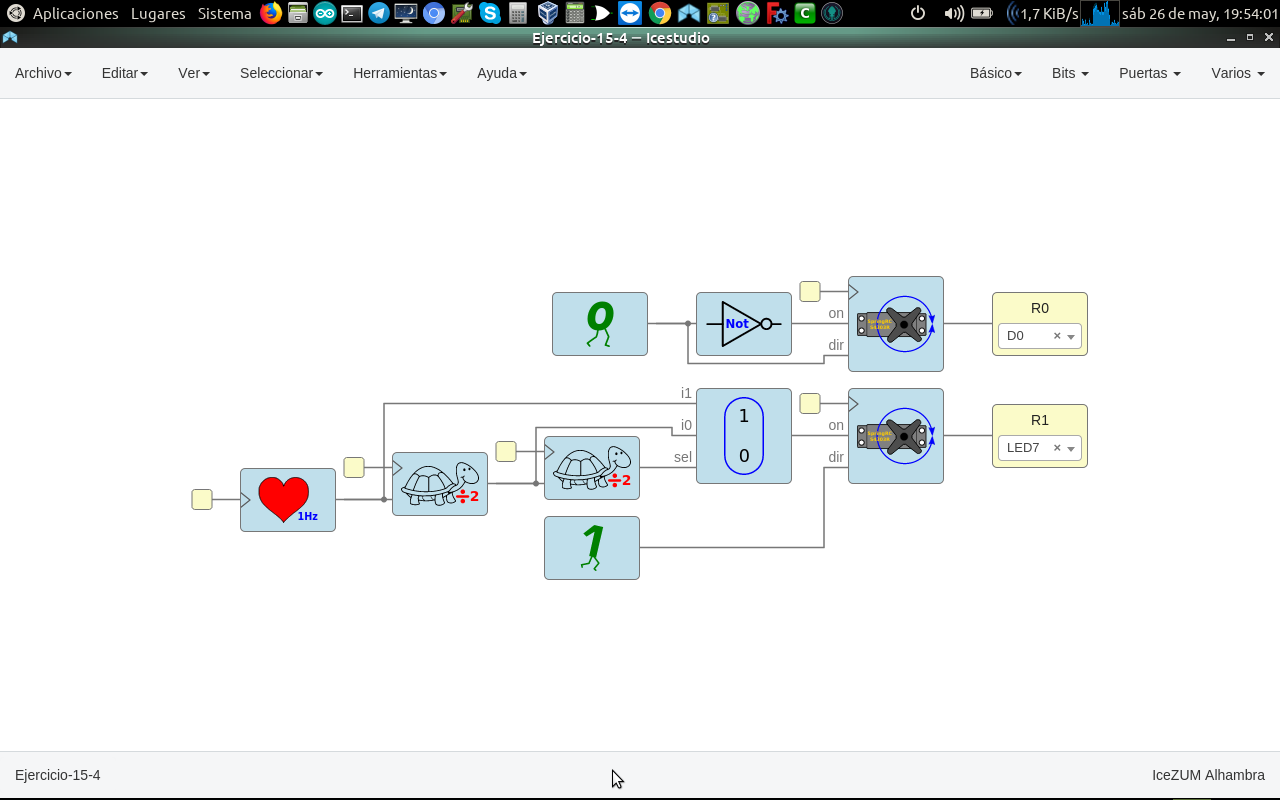 Aplicaciones Lugares Sistema 1,7 KiB/s sáb 26 de may, 19:54:01
Ejercicio-15-4 — Icestudio
Archivo Editar Ver Seleccionar Herramientas Ayuda Básico Bits Puertas Varios
0 Not on dir R0
D0 ×
i1
i0
sel
1
0
on
dir
R1
LED7 ×
1Hz
÷2
÷2
1
Ejercicio-15-4 IceZUM Alhambra